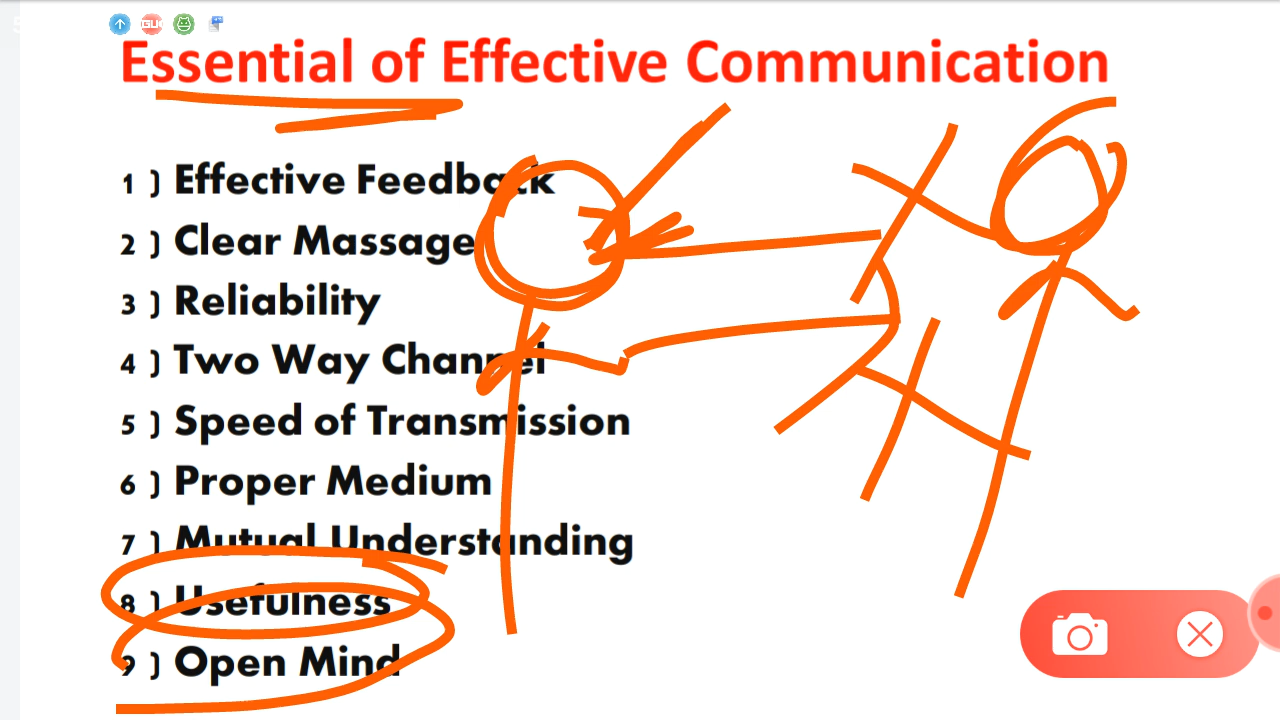 Essential of Effective Communication
1 ) Effective Feedback
2 ) Clear Massage
3 ) Reliability
4 ) Two Way Channel
5 ) Speed of Transmission
6 ) Proper Medium
7 ) Mutual Understanding
8 ) Usefulness
9 ) Open Mind